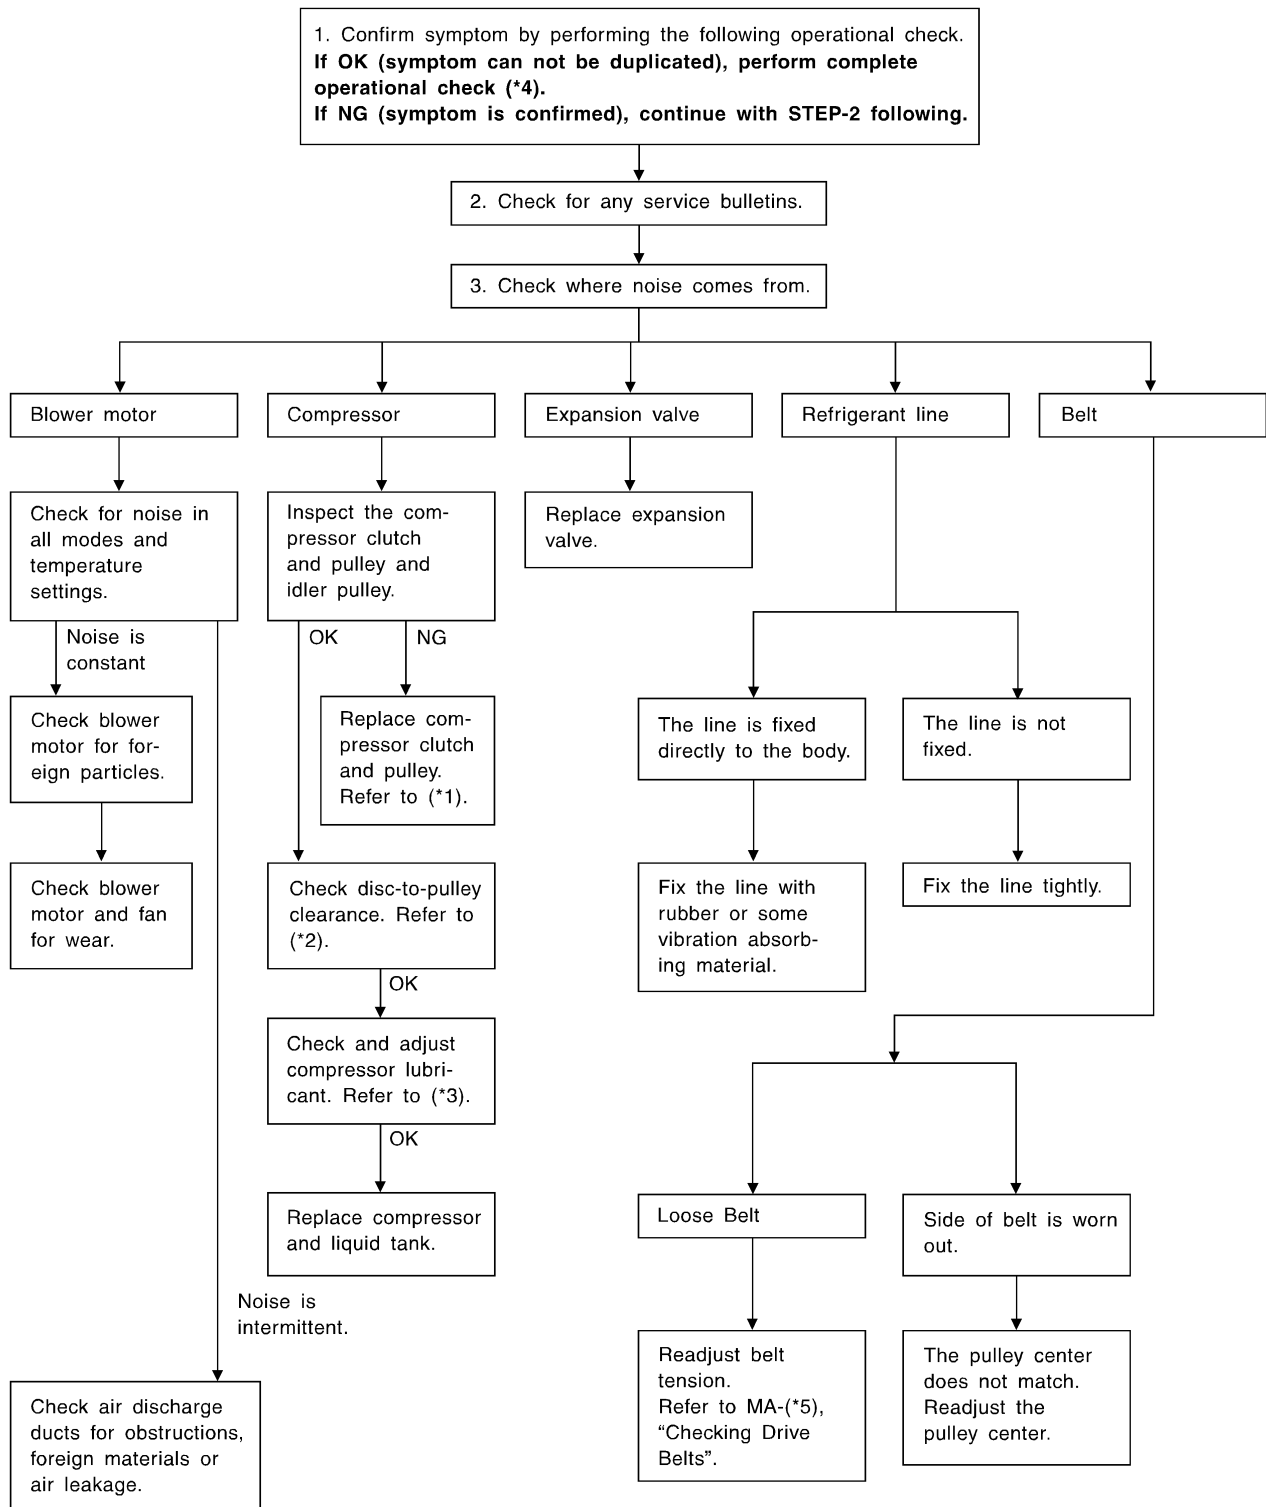 1. Confirm symptom by performing the following operational check.
If OK (symptom can not be duplicated), perform complete
operational check (*4).
If NG (symptom is confirmed), continue with STEP-2 following.
2. Check for any service bulletins.
3. Check where noise comes from.
Blower motor
Compressor
Expansion valve
Refrigerant line
Belt
Check for noise in
all modes and
temperature
settings.
Inspect the com-
pressor clutch
and pulley and
idler pulley.
Replace expansion
valve.
Noise is
constant
OK
NG
Check blower
motor for for-
eign particles.
Replace com-
pressor clutch
and pulley.
Refer to (*1).
The line is fixed
directly to the body.
The line is not
fixed.
Check blower
motor and fan
for wear.
Check disc-to-pulley
clearance. Refer to
(*2).
Fix the line with
rubber or some
vibration absorb-
ing material.
Fix the line tightly.
OK
Check and adjust
compressor lubri-
cant. Refer to (*3).
OK
Replace compressor
and liquid tank.
Loose Belt
Side of belt is worn
out.
Noise is
intermittent.
Readjust belt
tension.
Refer to MA-(*5),
“Checking Drive
Belts”.
The pulley center
does not match.
Readjust the
pulley center.
Check air discharge
ducts for obstructions,
foreign materials or
air leakage.